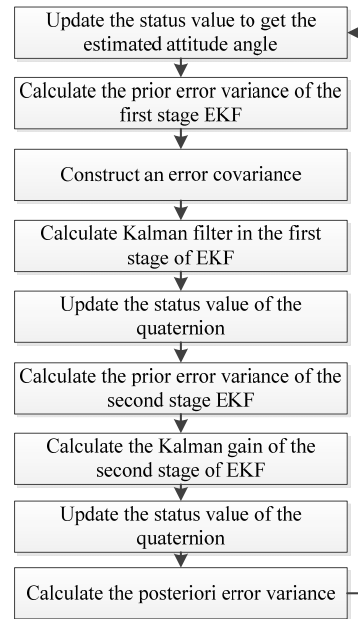 Update the status value to get the
estimated attitude angle
Calculate the prior error variance of the
first stage EKF
Construct an error covariance
Calculate Kalman filter in the first
stage of EKF
Update the status value of the
quaternion
Calculate the prior error variance of the
second stage EKF
Calculate the Kalman gain of the
second stage of EKF
Update the status value of the
quaternion
Calculate the posteriori error variance